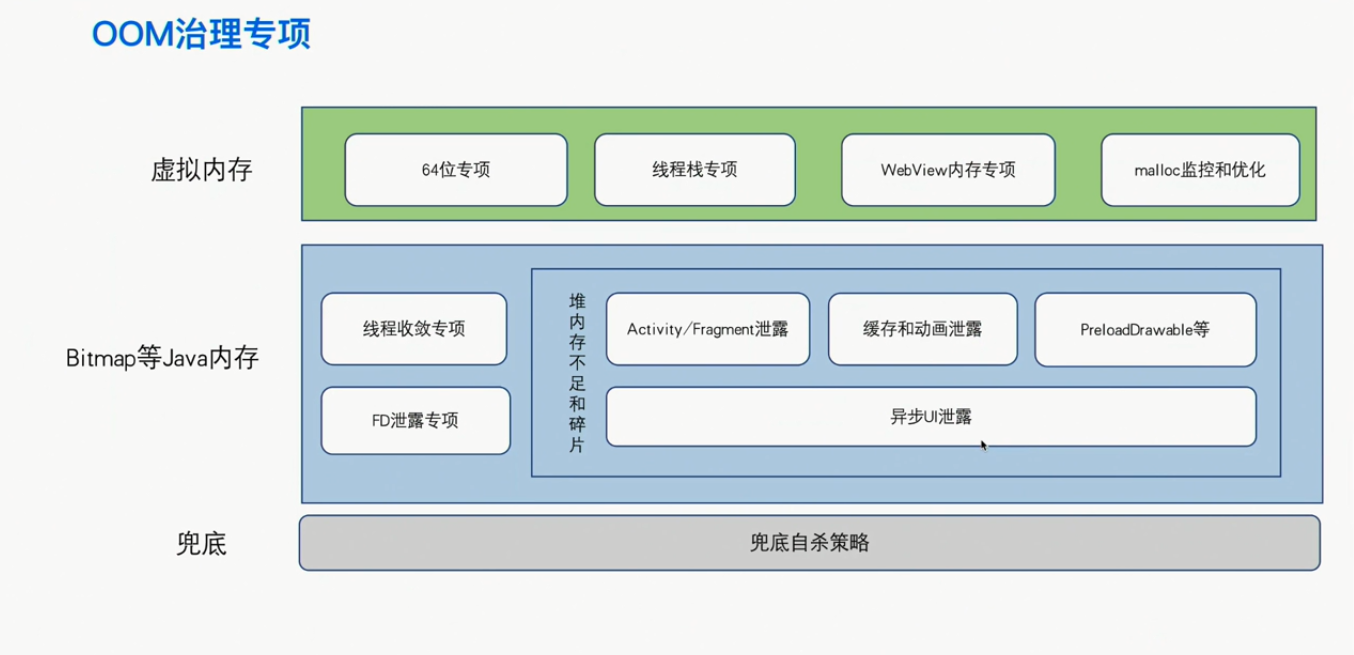 OOM治理专项
虚拟内存
64位专项
线程栈专项
WebView内存专项
malloc监控和优化
Bitmap等Java内存
线程收敛专项
FD泄露专项
堆内存不足和碎片
Activity/Fragment泄露
缓存和动画泄露
PreloadDrawable等
异步UI泄露
兜底
兜底自杀策略